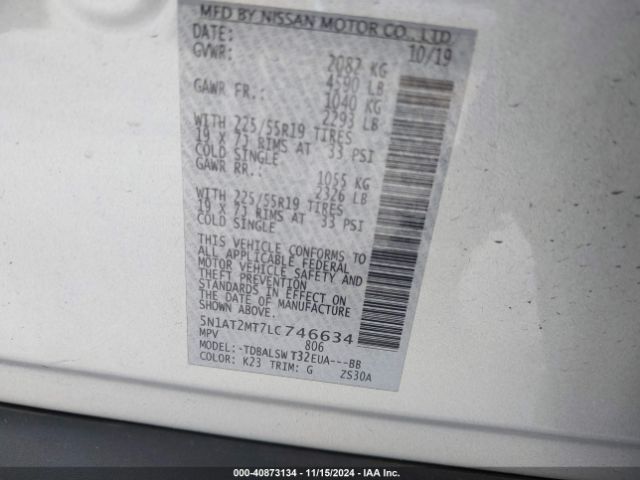 MFD BY NISSAN MOTOR CO., LTD.
DATE: 10/19
GVWR: 2082 KG
4590 LB
GAWR FR.: 1040 KG
2293 LB
WITH 225/55R19 TIRES
19 X 7J RIMS AT 33 PSI
COLD SINGLE
GAWR RR.: 1055 KG
2326 LB
WITH 225/55R19 TIRES
19 X 7J RIMS AT 33 PSI
COLD SINGLE
THIS VEHICLE CONFORMS TO
ALL APPLICABLE FEDERAL
MOTOR VEHICLE SAFETY AND
THEFT PREVENTION
STANDARDS IN EFFECT ON
THE DATE OF MANUFACTURE
SHOWN ABOVE.
5N1AT2MT7LC746634
MPV 806
MODEL:-TDBALSW T32EUA---BB
COLOR: K23 TRIM: G 2S30A
000-40873134 - 11/15/2024 - IAA Inc.